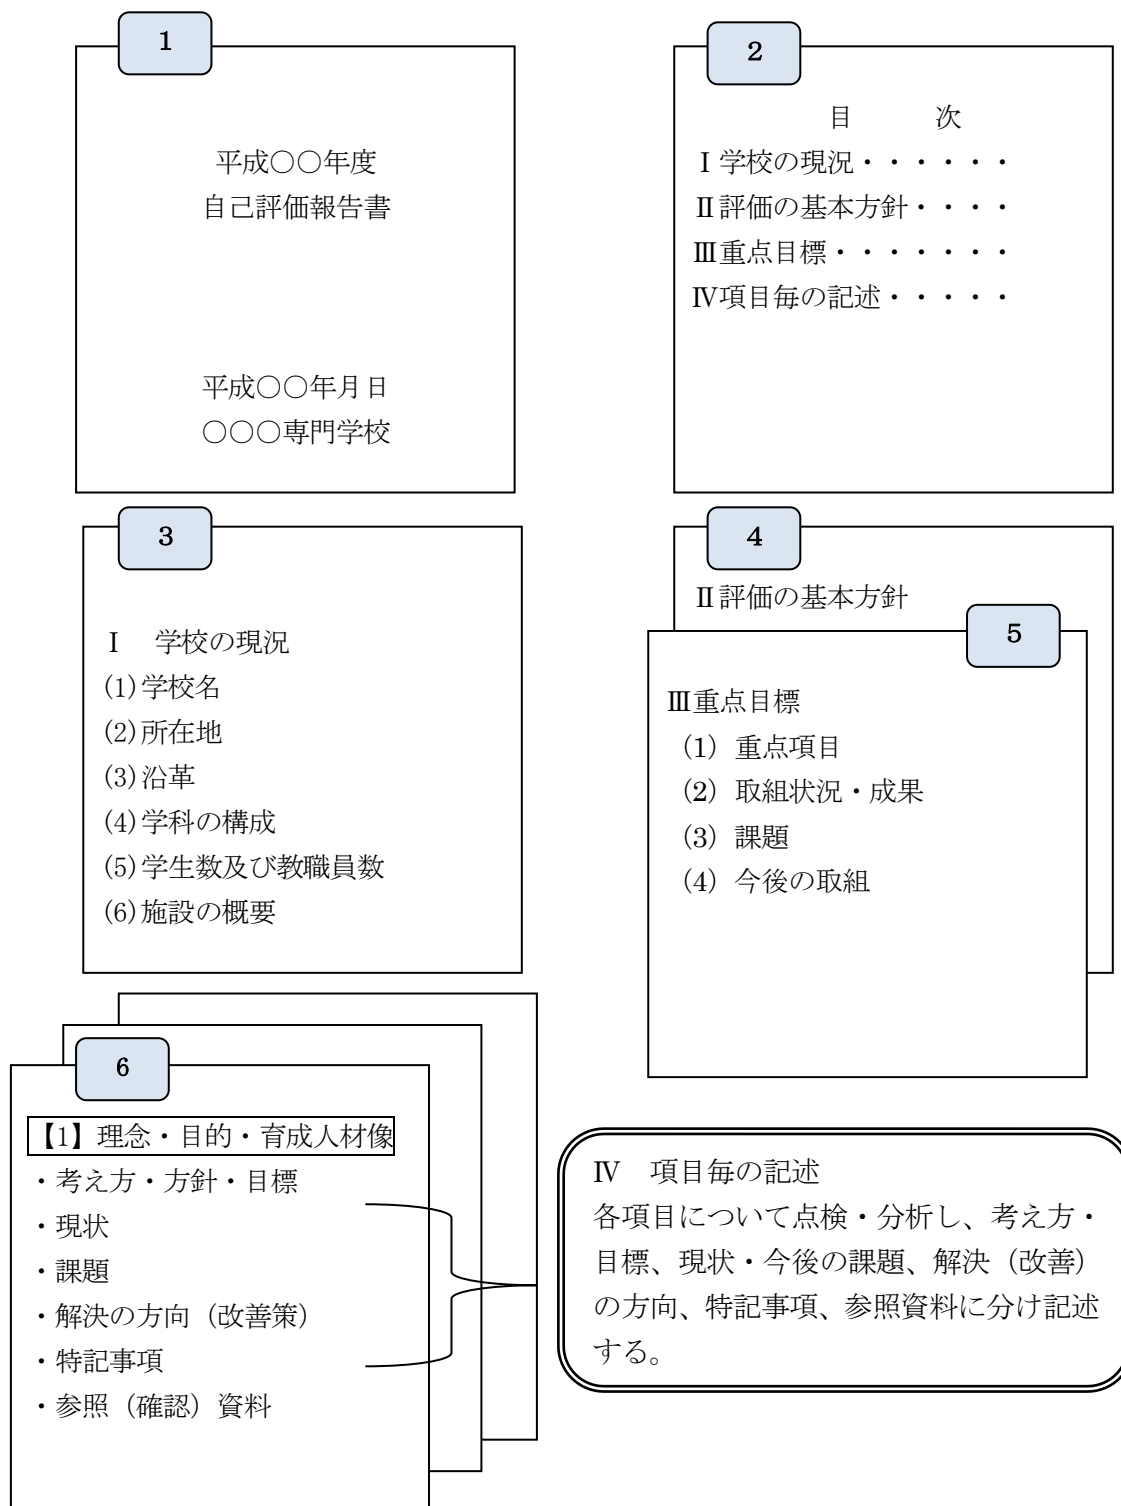 1
平成○○年度
自己評価報告書
平成○○年月日
○○○専門学校
2
目　　　次
Ⅰ学校の現況・・・・・・
Ⅱ評価の基本方針・・・・
Ⅲ重点目標・・・・・・・
Ⅳ項目毎の記述・・・・・
3
Ⅰ　学校の現況
(1)学校名
(2)所在地
(3)沿革
(4)学科の構成
(5)学生数及び教職員数
(6)施設の概要
4
Ⅱ評価の基本方針
5
Ⅲ重点目標
（1）重点項目
（2）取組状況・成果
（3）課題
（4）今後の取組
6
【1】理念・目的・育成人材像
・考え方・方針・目標
・現状
・課題
・解決の方向（改善策）
・特記事項
・参照（確認）資料
Ⅳ　項目毎の記述
各項目について点検・分析し、考え方・
目標、現状・今後の課題、解決（改善）
の方向、特記事項、参照資料に分け記述
する。